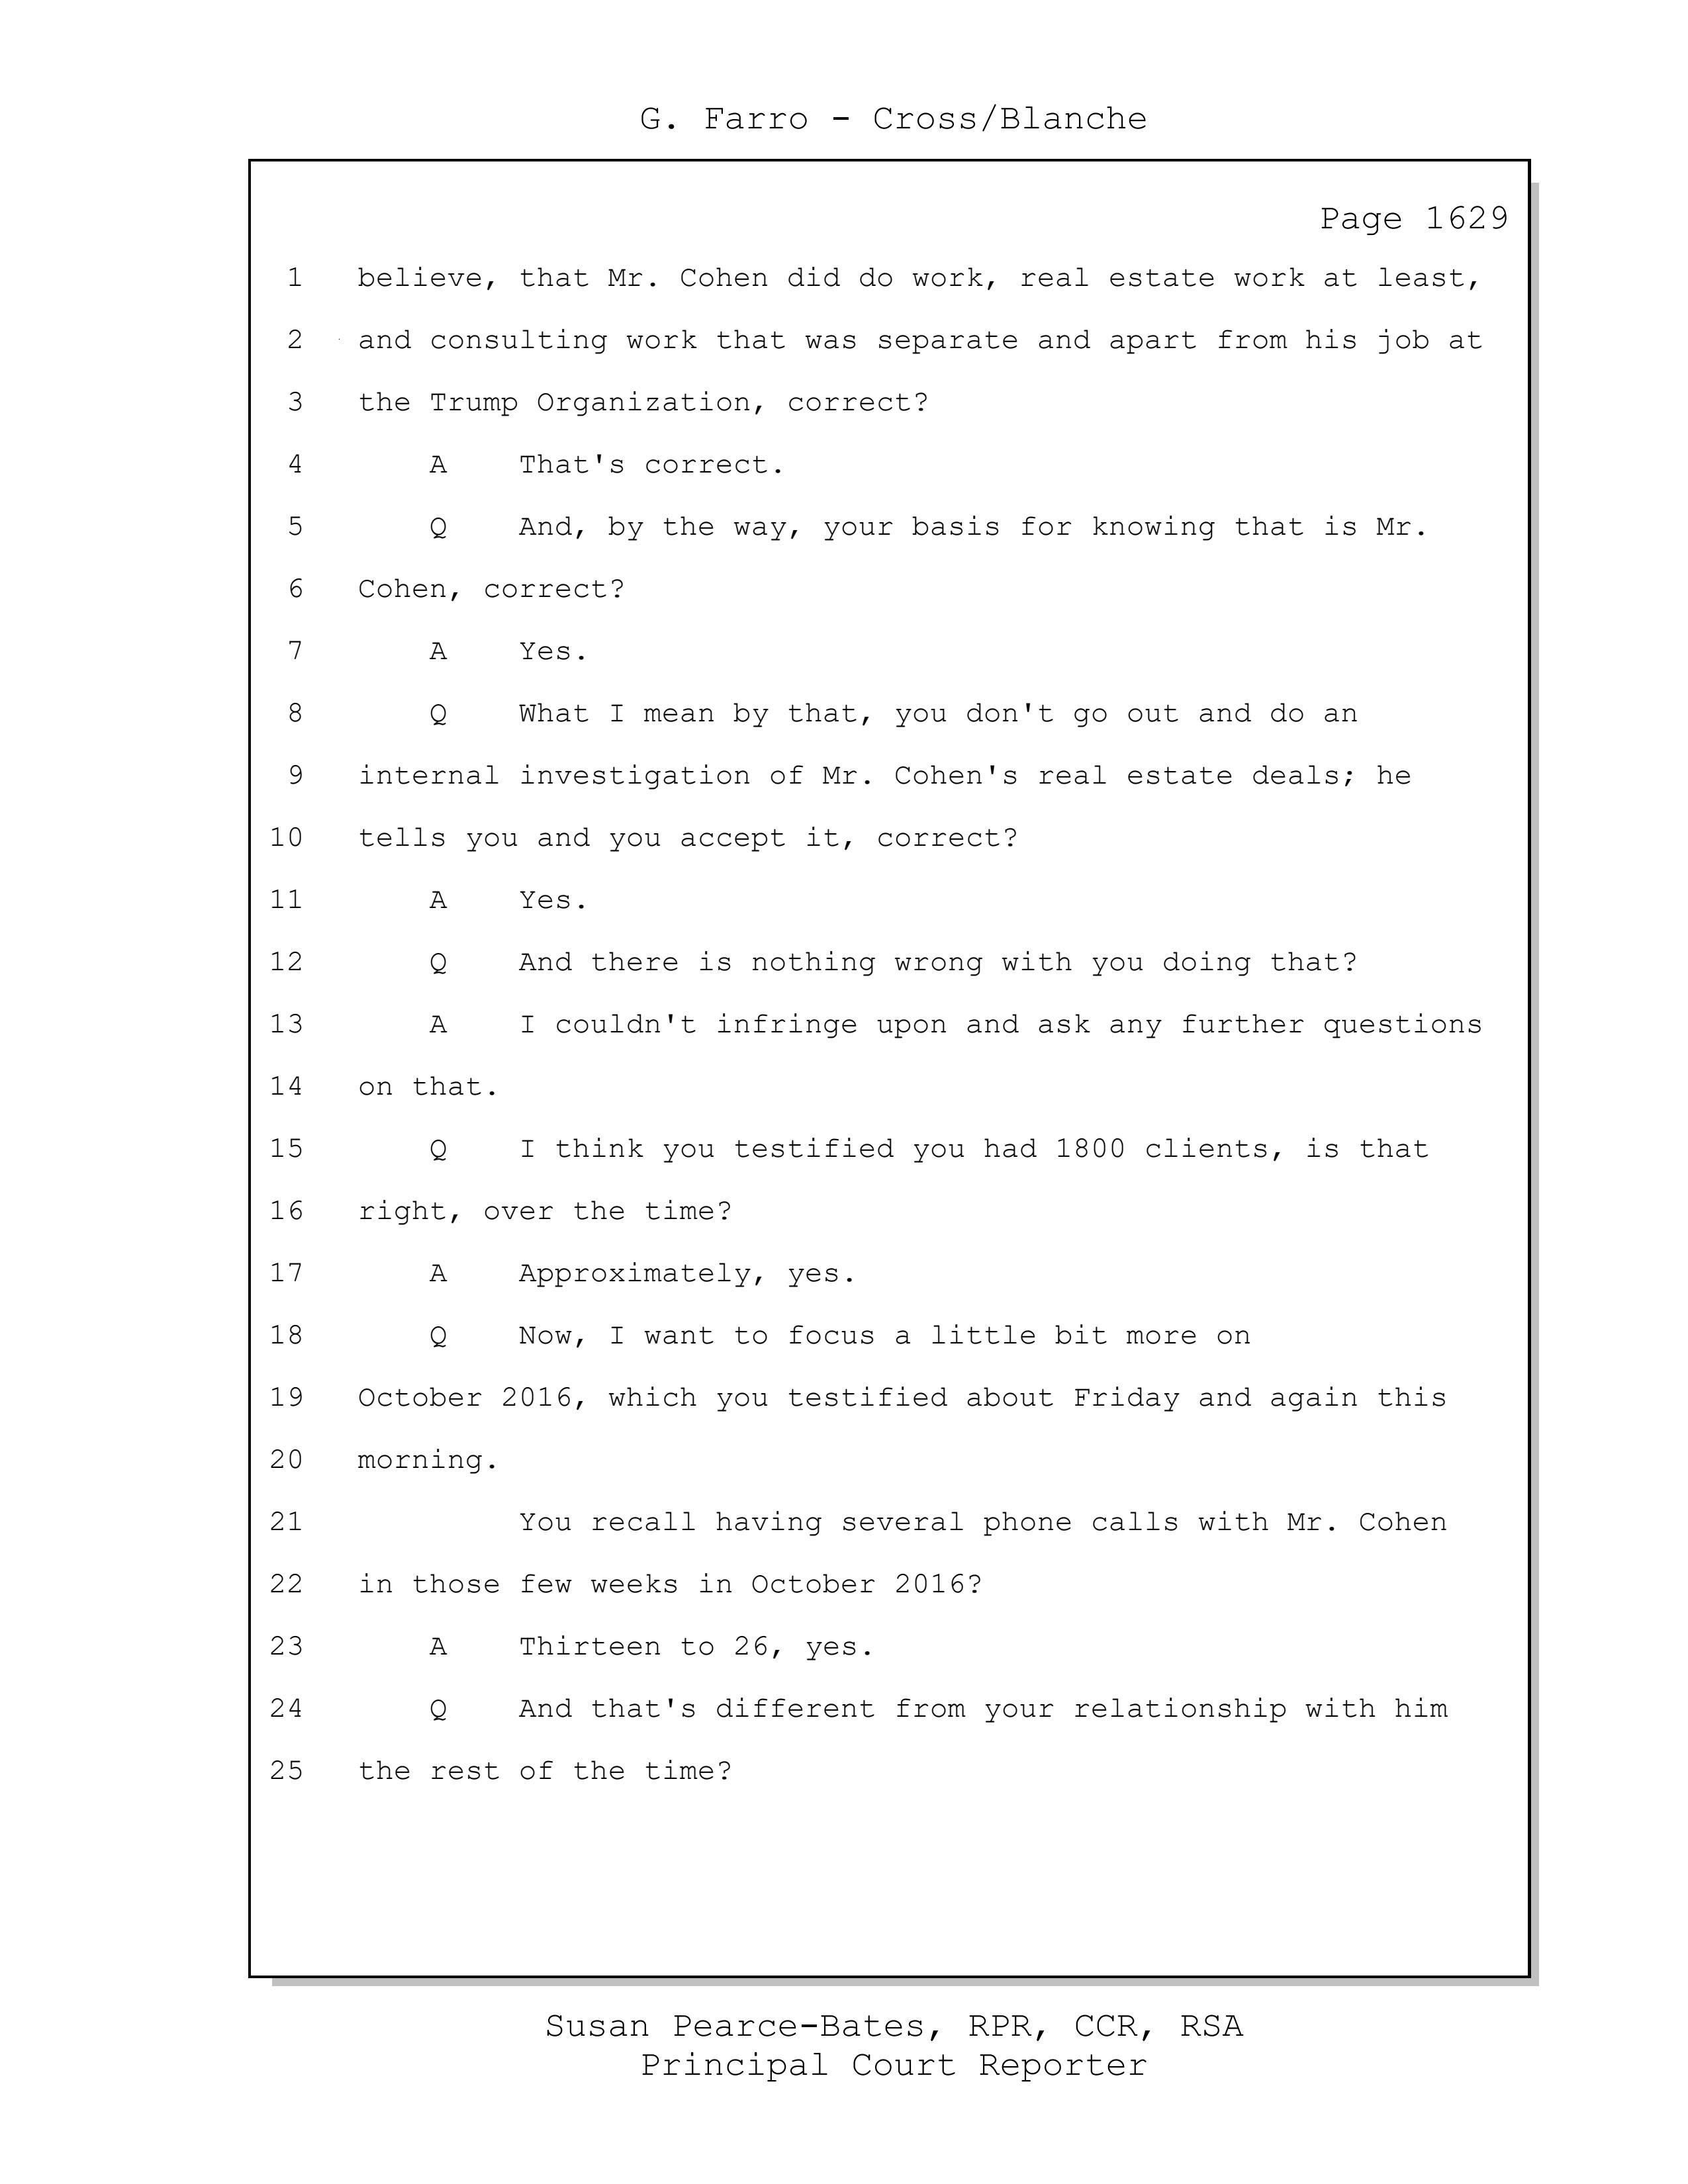 G. Farro - Cross/Blanche
Page 1629
1 believe, that Mr. Cohen did do work, real estate work at least,
2 and consulting work that was separate and apart from his job at
3 the Trump Organization, correct?
4 A That's correct.
5 Q And, by the way, your basis for knowing that is Mr.
6 Cohen, correct?
7 A Yes.
8 Q What I mean by that, you don't go out and do an
9 internal investigation of Mr. Cohen's real estate deals; he
10 tells you and you accept it, correct?
11 A Yes.
12 Q And there is nothing wrong with you doing that?
13 A I couldn't infringe upon and ask any further questions
14 on that.
15 Q I think you testified you had 1800 clients, is that
16 right, over the time?
17 A Approximately, yes.
18 Q Now, I want to focus a little bit more on
19 October 2016, which you testified about Friday and again this
20 morning.
21 You recall having several phone calls with Mr. Cohen
22 in those few weeks in October 2016?
23 A Thirteen to 26, yes.
24 Q And that's different from your relationship with him
25 the rest of the time?
Susan Pearce-Bates, RPR, CCR, RSA
Principal Court Reporter